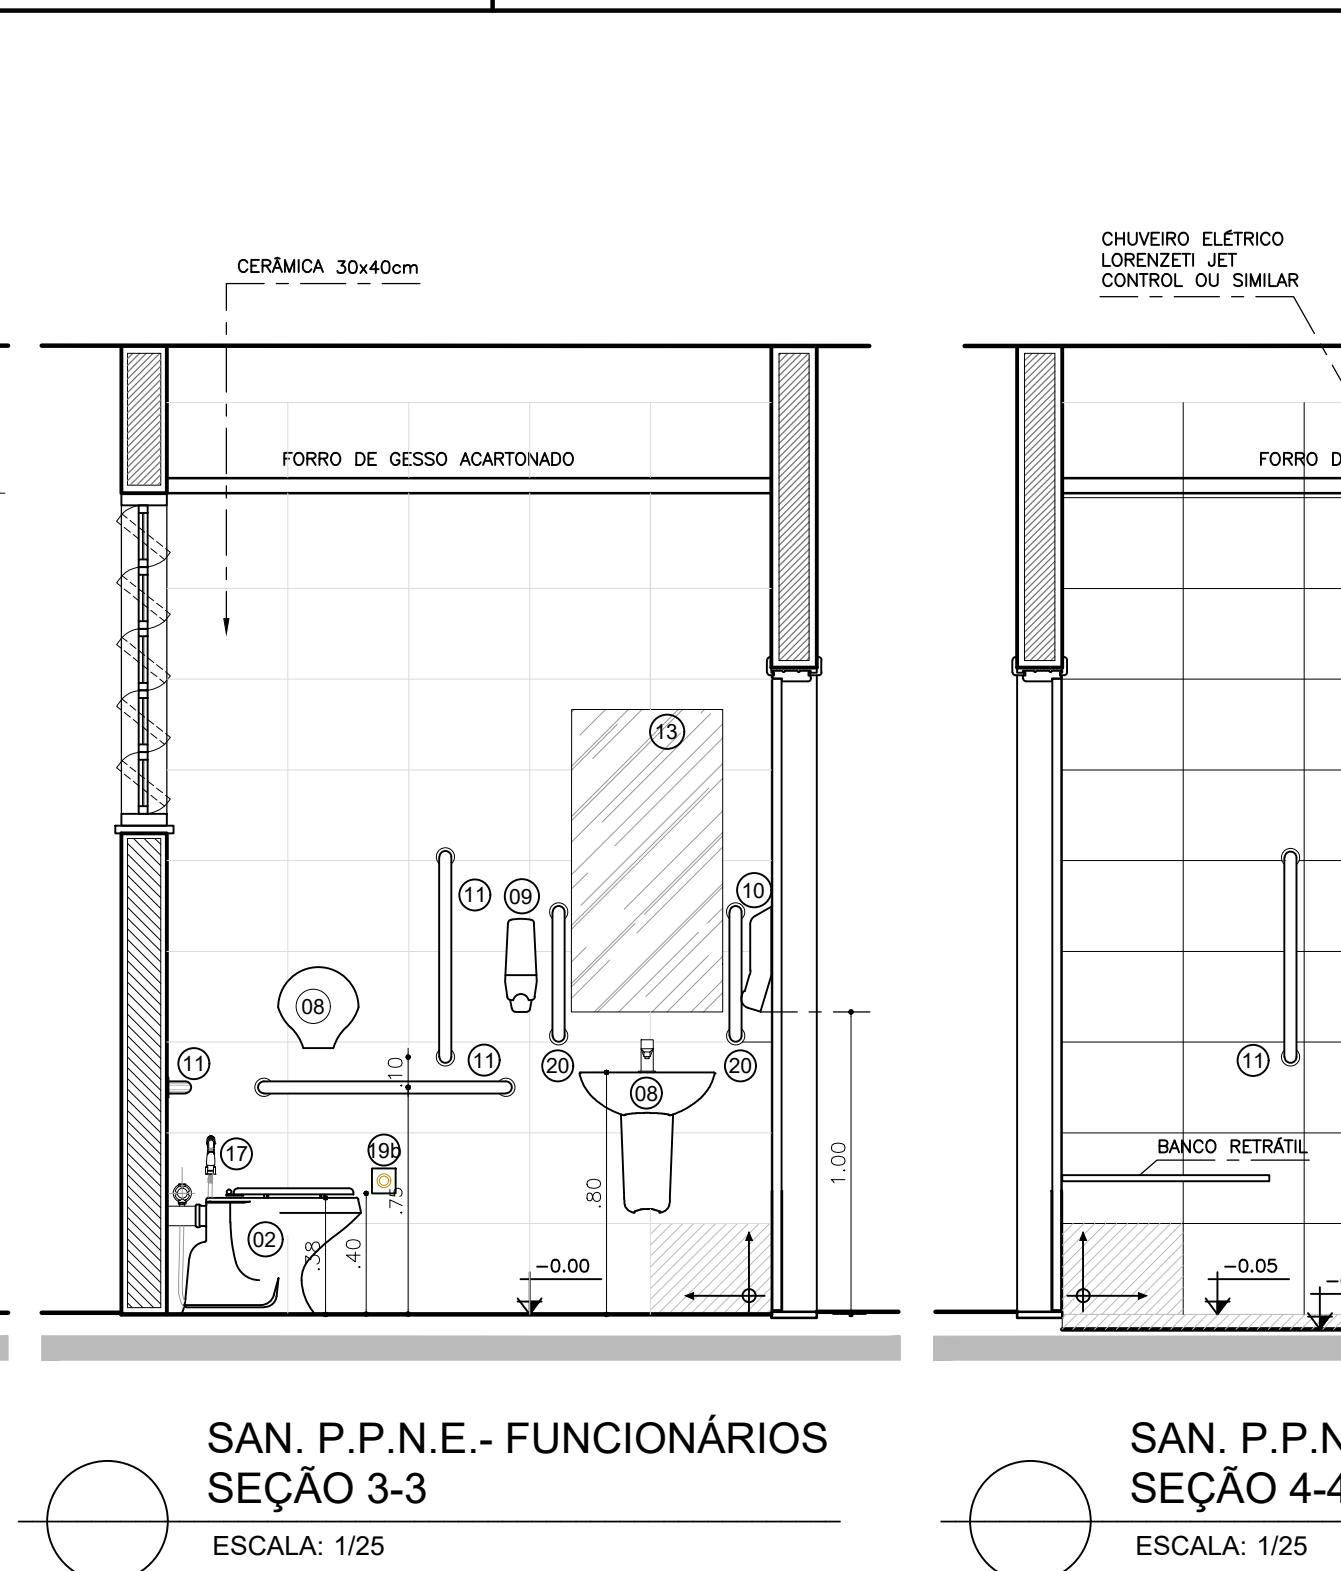 CERÂMICA 30x40cm
FORRO DE GESSO ACARTONADO
13
11
09
10
08
11
11
20
20
08
.10
17
19b
.75
.80
1.00
02
.38
.40
-0.00
SAN. P.P.N.E.- FUNCIONÁRIOS
SEÇÃO 3-3
ESCALA: 1/25
CHUVEIRO ELÉTRICO
LORENZETI JET
CONTROL OU SIMILAR
FORRO D
11
BANCO RETRÁTIL
-0.05
SAN. P.P.N
SEÇÃO 4-4
ESCALA: 1/25